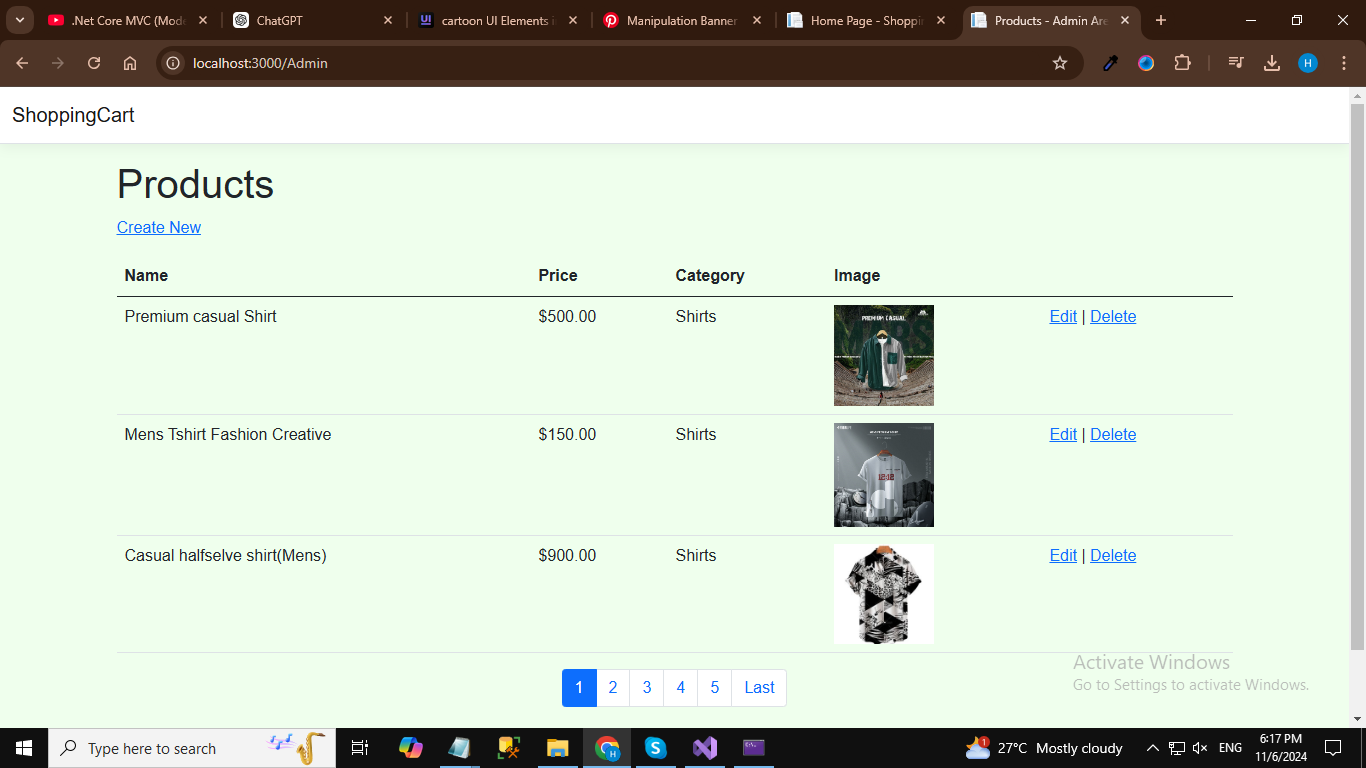 .Net Core MVC (Mode
ChatGPT
cartoon UI Elements i
Manipulation Banner
Home Page - Shoppi
Products - Admin Are
localhost:3000/Admin
H
ShoppingCart
Products
Create New
Name Price Category Image
Premium casual Shirt $500.00 Shirts Edit | Delete
PREMIUM CASUAL
Mens Tshirt Fashion Creative $150.00 Shirts Edit | Delete
Casual halfselve shirt(Mens) $900.00 Shirts Edit | Delete
1 2 3 4 5 Last
Activate Windows
Go to Settings to activate Windows.
Type here to search
1
27°C Mostly cloudy
ENG
6:17 PM
11/6/2024